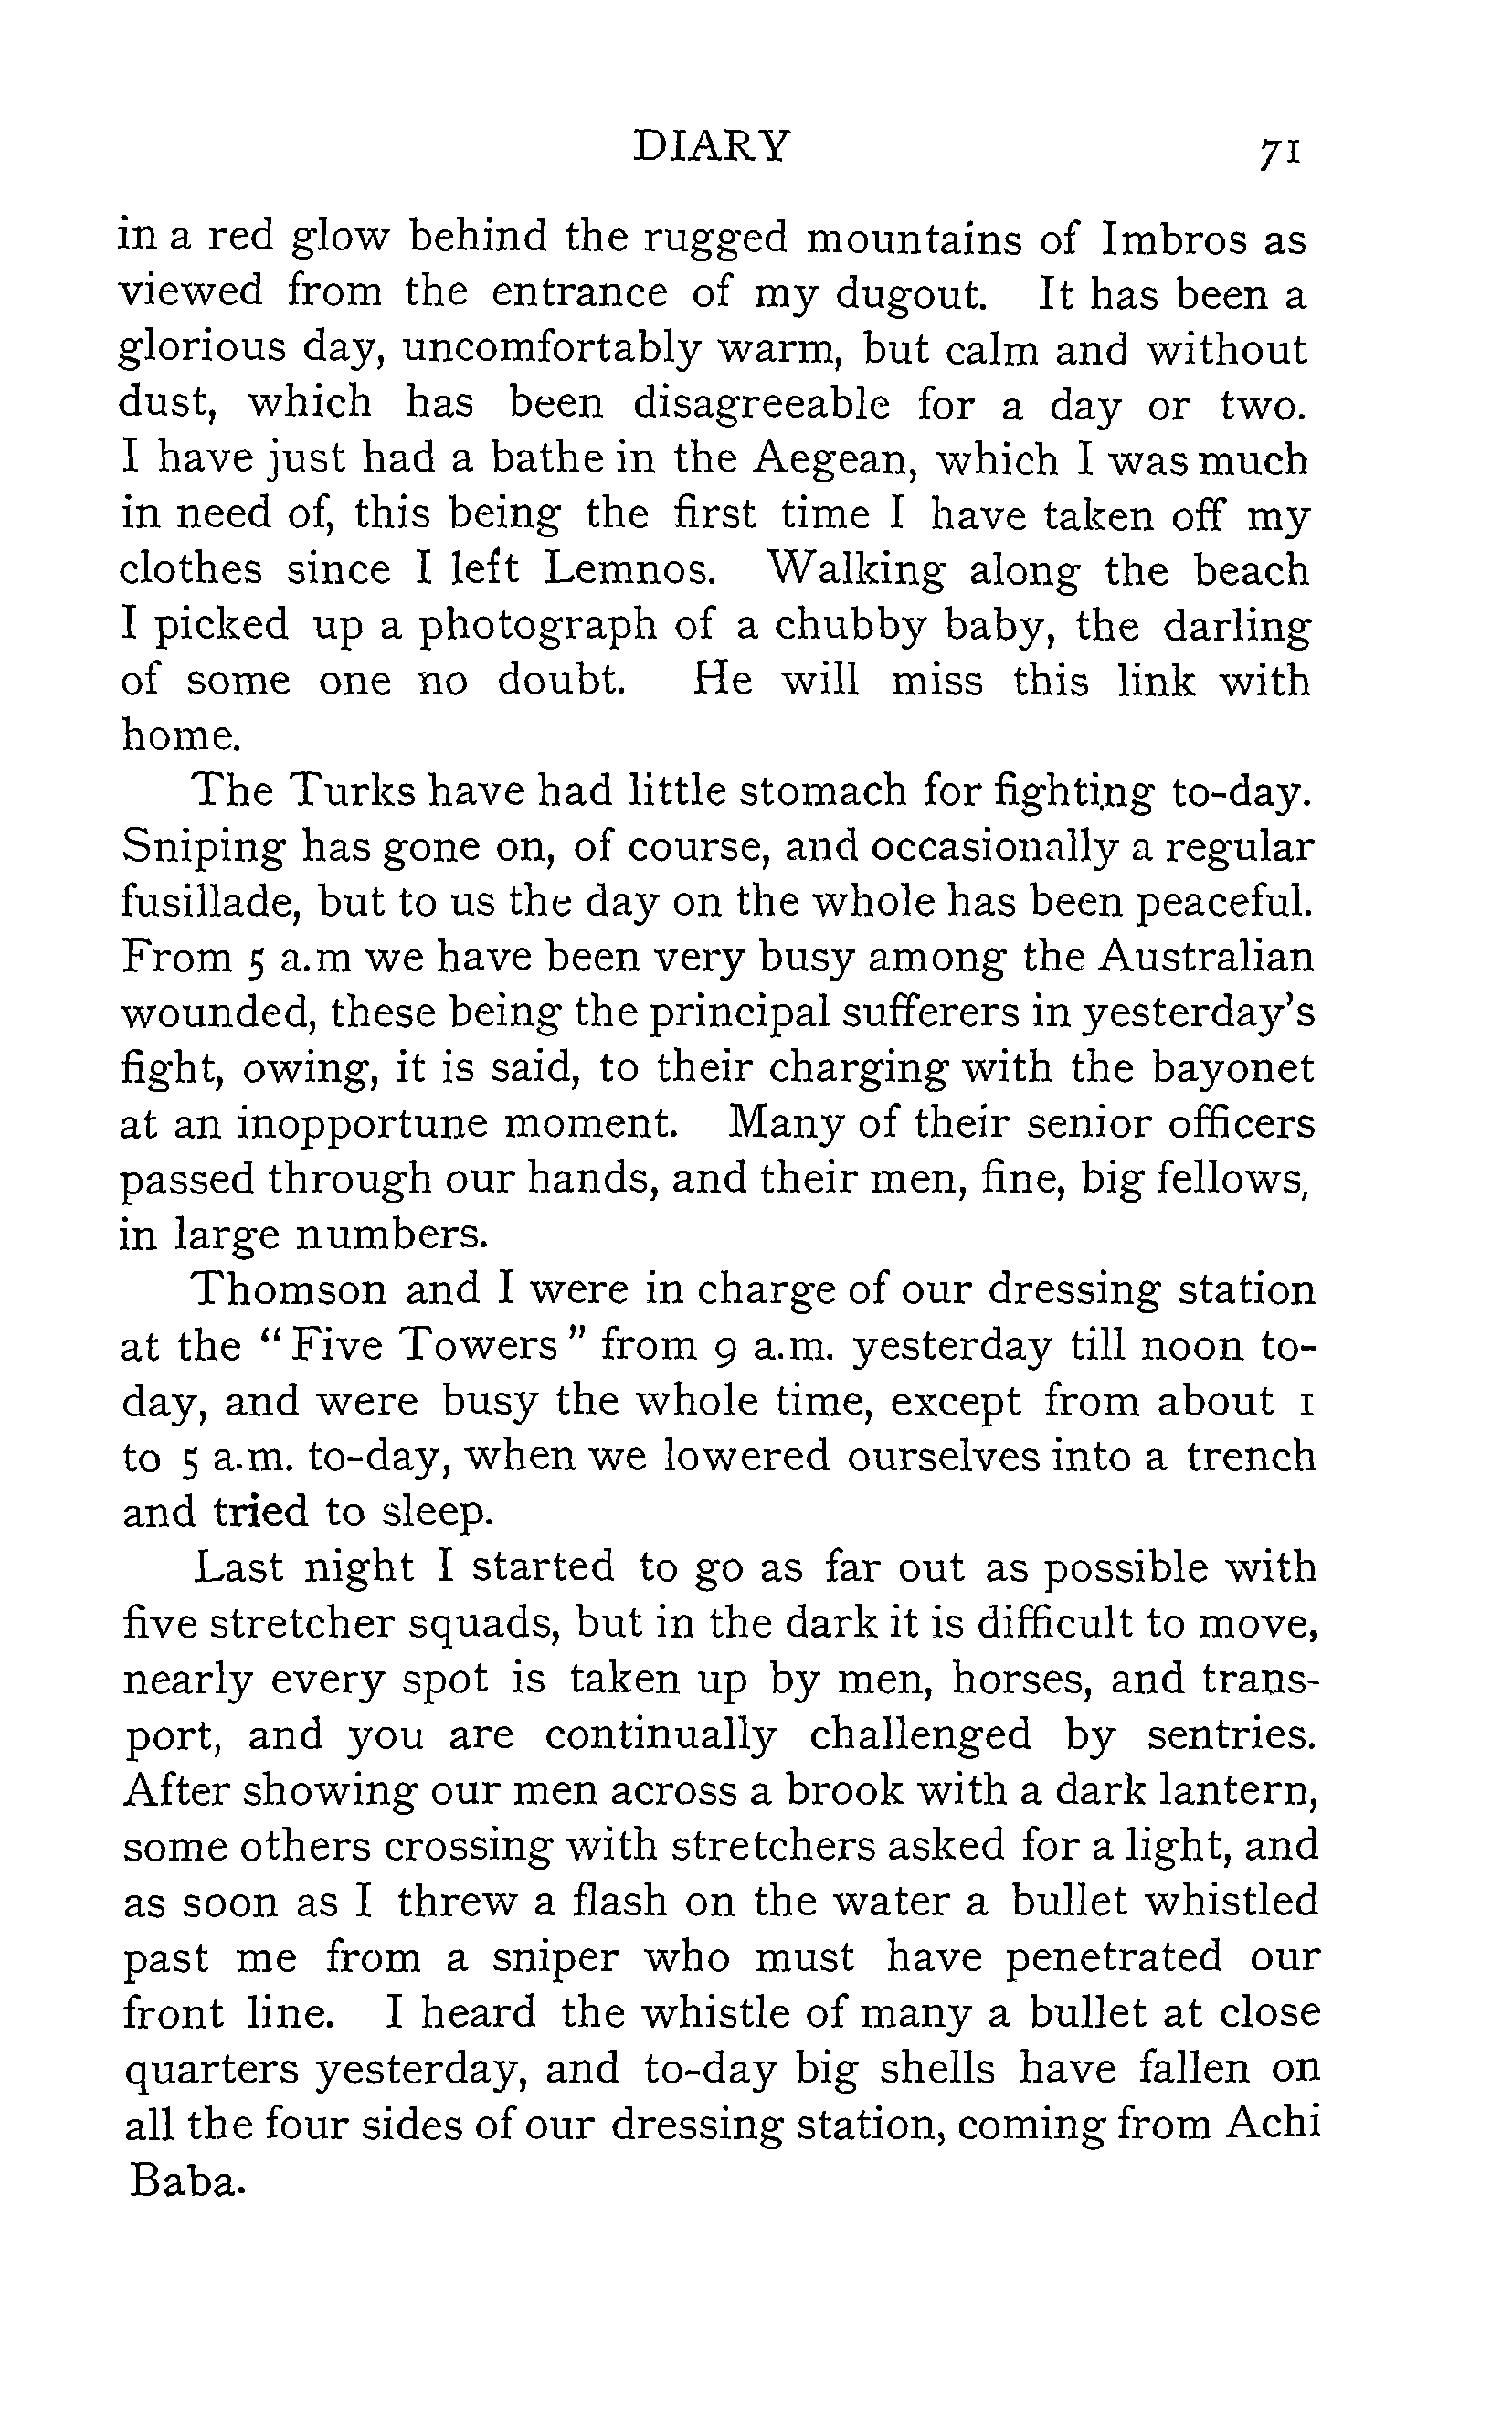 DIARY 71
in a red glow behind the rugged mountains of Imbros as
viewed from the entrance of my dugout. It has been a
glorious day, uncomfortably warm, but calm and without
dust, which has been disagreeable for a day or two.
I have just had a bathe in the Aegean, which I was much
in need of, this being the first time I have taken off my
clothes since I left Lemnos. Walking along the beach
I picked up a photograph of a chubby baby, the darling
of some one no doubt. He will miss this link with
home.
The Turks have had little stomach for fighting to-day.
Sniping has gone on, of course, and occasionally a regular
fusillade, but to us the day on the whole has been peaceful.
From 5 a.m we have been very busy among the Australian
wounded, these being the principal sufferers in yesterday's
fight, owing, it is said, to their charging with the bayonet
at an inopportune moment. Many of their senior officers
passed through our hands, and their men, fine, big fellows,
in large numbers.
Thomson and I were in charge of our dressing station
at the "Five Towers" from 9 a.m. yesterday till noon to-
day, and were busy the whole time, except from about 1
to 5 a.m. to-day, when we lowered ourselves into a trench
and tried to sleep.
Last night I started to go as far out as possible with
five stretcher squads, but in the dark it is difficult to move,
nearly every spot is taken up by men, horses, and trans-
port, and you are continually challenged by sentries.
After showing our men across a brook with a dark lantern,
some others crossing with stretchers asked for a light, and
as soon as I threw a flash on the water a bullet whistled
past me from a sniper who must have penetrated our
front line. I heard the whistle of many a bullet at close
quarters yesterday, and to-day big shells have fallen on
all the four sides of our dressing station, coming from Achi
Baba.